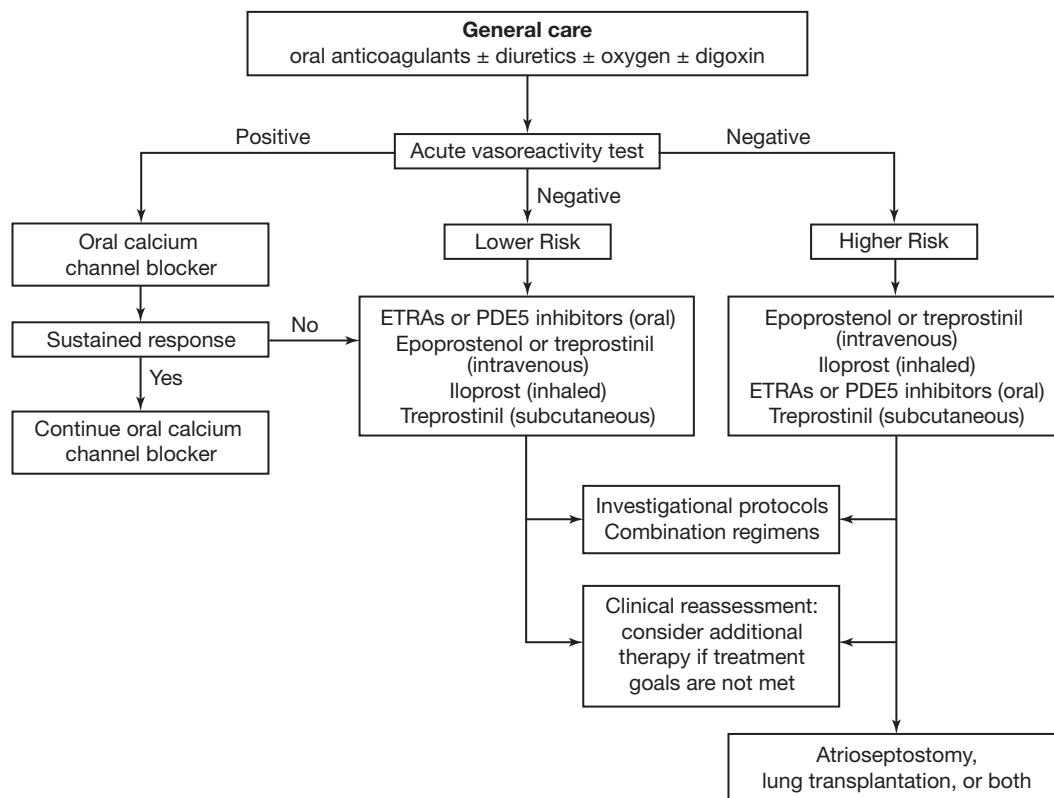 General care
oral anticoagulants ± diuretics ± oxygen ± digoxin
Positive
Acute vasoreactivity test
Negative
Negative
Oral calcium
channel blocker
Lower Risk
Higher Risk
Sustained response
No
Yes
Continue oral calcium
channel blocker
ETRAs or PDE5 inhibitors (oral)
Epoprostenol or treprostinil
(intravenous)
Iloprost (inhaled)
Treprostinil (subcutaneous)
Epoprostenol or treprostinil
(intravenous)
Iloprost (inhaled)
ETRAs or PDE5 inhibitors (oral)
Treprostinil (subcutaneous)
Investigational protocols
Combination regimens
Clinical reassessment:
consider additional
therapy if treatment
goals are not met
Atrioseptostomy,
lung transplantation, or both